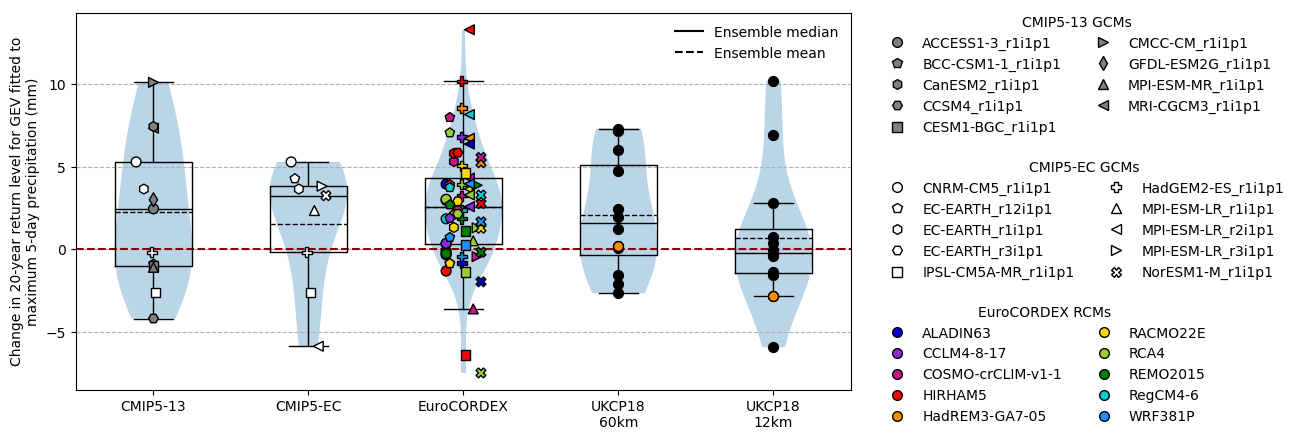 Change in 20-year return level for GEV fitted to
maximum 5-day precipitation (mm)
10
5
0
−5
CMIP5-13
CMIP5-EC
EuroCORDEX
UKCP18
60km
UKCP18
12km
Ensemble median
Ensemble mean
CMIP5-13 GCMs
ACCESS1-3_r1i1p1
BCC-CSM1-1_r1i1p1
CanESM2_r1i1p1
CCSM4_r1i1p1
CESM1-BGC_r1i1p1
CMCC-CM_r1i1p1
GFDL-ESM2G_r1i1p1
MPI-ESM-MR_r1i1p1
MRI-CGCM3_r1i1p1
CMIP5-EC GCMs
CNRM-CM5_r1i1p1
EC-EARTH_r12i1p1
EC-EARTH_r1i1p1
EC-EARTH_r3i1p1
IPSL-CM5A-MR_r1i1p1
HadGEM2-ES_r1i1p1
MPI-ESM-LR_r1i1p1
MPI-ESM-LR_r2i1p1
MPI-ESM-LR_r3i1p1
NorESM1-M_r1i1p1
EuroCORDEX RCMs
ALADIN63
CCLM4-8-17
COSMO-crCLIM-v1-1
HIRHAM5
HadREM3-GA7-05
RACMO22E
RCA4
REMO2015
RegCM4-6
WRF381P